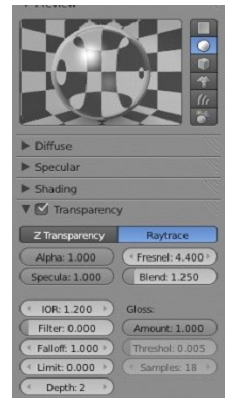 Preview
Diffuse
Specular
Shading
Transparency
Z Transparency Raytrace
Alpha: 1.000 Fresnel: 4.400
Specula: 1.000 Blend: 1.250
IOR: 1.200 Gloss:
Filter: 0.000 Amount: 1.000
Falloff: 1.000 Threshol: 0.005
Limit: 0.000 Samples: 18
Depth: 2